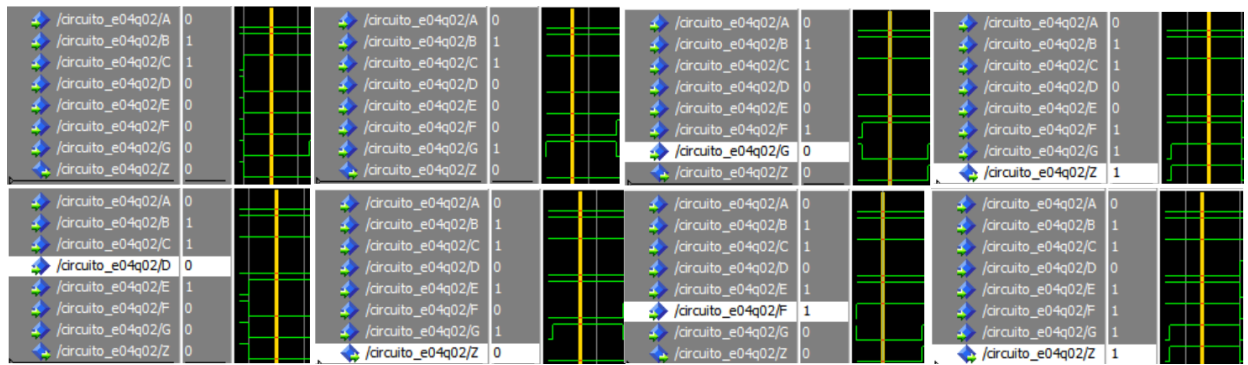 /circuito_e04q02/A 0
/circuito_e04q02/B 1
/circuito_e04q02/C 1
/circuito_e04q02/D 0
/circuito_e04q02/E 0
/circuito_e04q02/F 0
/circuito_e04q02/G 0
/circuito_e04q02/Z 0
/circuito_e04q02/A 0
/circuito_e04q02/B 1
/circuito_e04q02/C 1
/circuito_e04q02/D 0
/circuito_e04q02/E 0
/circuito_e04q02/F 0
/circuito_e04q02/G 1
/circuito_e04q02/Z 0
/circuito_e04q02/A 0
/circuito_e04q02/B 1
/circuito_e04q02/C 1
/circuito_e04q02/D 0
/circuito_e04q02/E 0
/circuito_e04q02/F 1
/circuito_e04q02/G 0
/circuito_e04q02/Z 0
/circuito_e04q02/A 0
/circuito_e04q02/B 1
/circuito_e04q02/C 1
/circuito_e04q02/D 0
/circuito_e04q02/E 0
/circuito_e04q02/F 1
/circuito_e04q02/G 1
/circuito_e04q02/Z 1
/circuito_e04q02/A 0
/circuito_e04q02/B 1
/circuito_e04q02/C 1
/circuito_e04q02/D 0
/circuito_e04q02/E 1
/circuito_e04q02/F 0
/circuito_e04q02/G 0
/circuito_e04q02/Z 0
/circuito_e04q02/A 0
/circuito_e04q02/B 1
/circuito_e04q02/C 1
/circuito_e04q02/D 0
/circuito_e04q02/E 1
/circuito_e04q02/F 0
/circuito_e04q02/G 1
/circuito_e04q02/Z 0
/circuito_e04q02/A 0
/circuito_e04q02/B 1
/circuito_e04q02/C 1
/circuito_e04q02/D 0
/circuito_e04q02/E 1
/circuito_e04q02/F 1
/circuito_e04q02/G 0
/circuito_e04q02/Z 0
/circuito_e04q02/A 0
/circuito_e04q02/B 1
/circuito_e04q02/C 1
/circuito_e04q02/D 0
/circuito_e04q02/E 1
/circuito_e04q02/F 1
/circuito_e04q02/G 1
/circuito_e04q02/Z 1